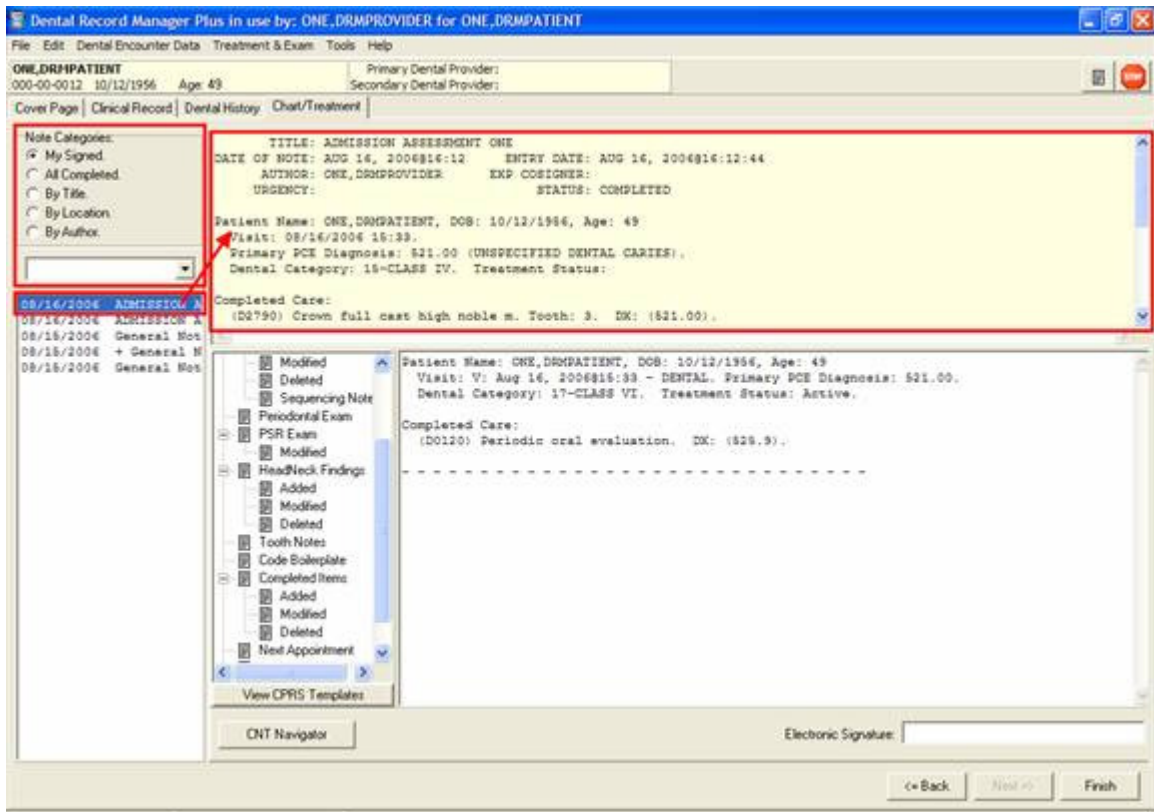 Dental Record Manager Plus in use by: ONE,DRMPROVIDER for ONE,DRMPATIENT
File Edit Dental Encounter Data Treatment & Exam Tools Help
ONE,DRMPATIENT Primary Dental Provider:
000-00-0012 10/12/1956 Age: 49 Secondary Dental Provider:
STOP
Cover Page Clinical Record Dental History Chart/Treatment
Note Categories:
My Signed.
All Completed.
By Title.
By Location.
By Author.
TITLE: ADMISSION ASSESSMENT ONE
DATE OF NOTE: AUG 16, 2006@16:12 ENTRY DATE: AUG 16, 2006@16:12:44
AUTHOR: ONE,DRMPROVIDER EXP COSIGNER:
URGENCY: STATUS: COMPLETED
Patient Name: ONE,DRMPATIENT, DOB: 10/12/1956, Age: 49
Visit: 08/16/2006 15:33.
Primary PCE Diagnosis: 521.00 (UNSPECIFIED DENTAL CARIES).
Dental Category: 15-CLASS IV. Treatment Status:
Completed Care:
(D2790) Crown full cast high noble m. Tooth: 3. DX: (521.00).
08/16/2006 ADMISSION A
08/16/2006 ADMISSION A
08/15/2006 General Not
08/15/2006 + General N
08/15/2006 General Not
Modified
Deleted
Sequencing Note
Periodontal Exam
PSR Exam
Modified
HeadNeck Findings
Added
Modified
Deleted
Tooth Notes
Code Boilerplate
Completed Items
Added
Modified
Deleted
Next Appointment
View CPRS Templates
Patient Name: ONE,DRMPATIENT, DOB: 10/12/1956, Age: 49
Visit: V: Aug 16, 2006@15:33 - DENTAL. Primary PCE Diagnosis: 521.00.
Dental Category: 17-CLASS VI. Treatment Status: Active.
Completed Care:
(D0120) Periodic oral evaluation. DX: (525.9).
- - - - - - - - - - - - - - - - - - - - - - - - - - - - - - - - -
CNT Navigator Electronic Signature:
<= Back Next => Finish